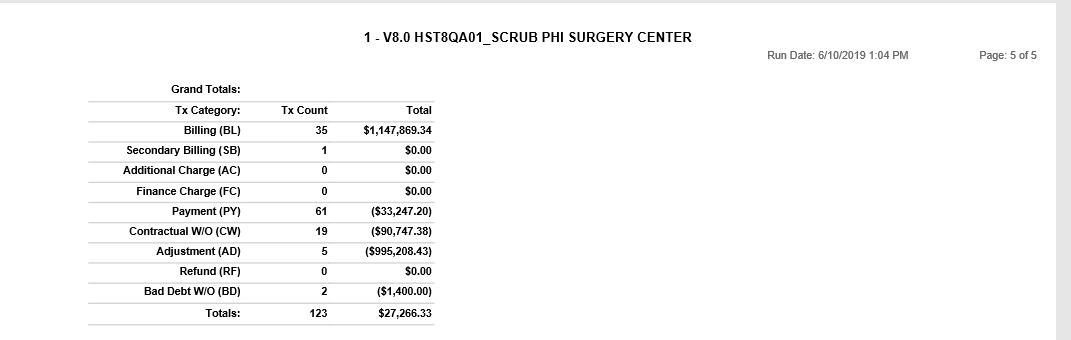 1 - V8.0 HST8QA01_SCRUB PHI SURGERY CENTER
Run Date: 6/10/2019 1:04 PM Page: 5 of 5
Grand Totals:
Tx Category: Tx Count Total
Billing (BL) 35 $1,147,869.34
Secondary Billing (SB) 1 $0.00
Additional Charge (AC) 0 $0.00
Finance Charge (FC) 0 $0.00
Payment (PY) 61 ($33,247.20)
Contractual W/O (CW) 19 ($90,747.38)
Adjustment (AD) 5 ($995,208.43)
Refund (RF) 0 $0.00
Bad Debt W/O (BD) 2 ($1,400.00)
Totals: 123 $27,266.33